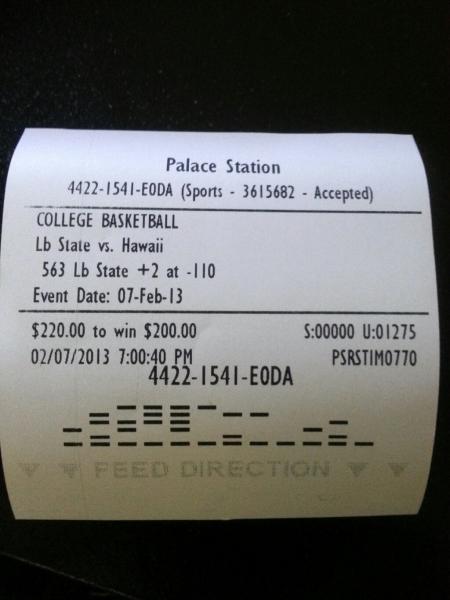 Palace Station
4422-1541-E0DA (Sports - 3615682 - Accepted)
COLLEGE BASKETBALL
Lb State vs. Hawaii
563 Lb State +2 at -110
Event Date: 07-Feb-13
$220.00 to win $200.00 S:00000 U:01275
02/07/2013 7:00:40 PM PSRSTIM0770
4422-1541-E0DA
FEED DIRECTION